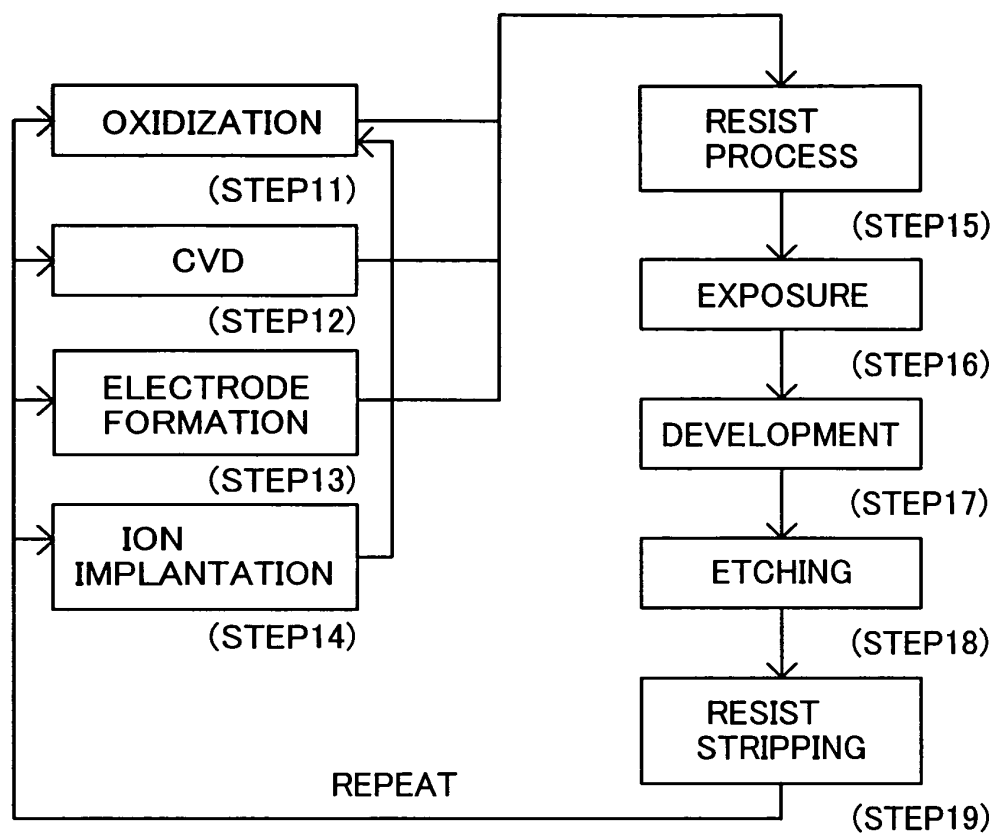 OXIDIZATION
(STEP11)
CVD
(STEP12)
ELECTRODE
FORMATION
(STEP13)
ION
IMPLANTATION
(STEP14)
RESIST
PROCESS
(STEP15)
EXPOSURE
(STEP16)
DEVELOPMENT
(STEP17)
ETCHING
(STEP18)
RESIST
STRIPPING
(STEP19)
REPEAT